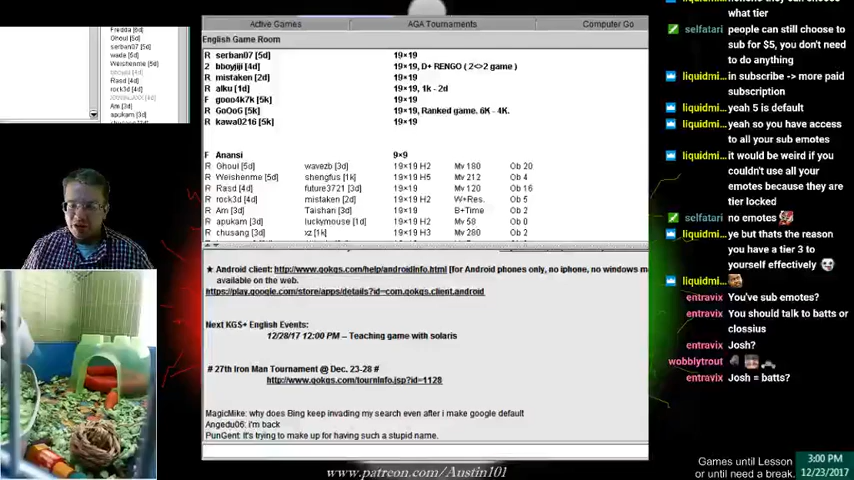 Fredda [6d]
Ghoul [5d]
serban07 [5d]
wade [6d]
Weishenme [5d]
bboyjiji [4d]
Rasd [4d]
rock3d [4d]
Am [3d]
apukam [3d]
chusang [3d]
Active Games
AGA Tournaments
Computer Go
English Game Room
R serban07 [5d] 19×19
2 bboyjiji [4d] 19×19, D+ RENGO ( 2<>2 game )
R mistaken [2d] 19×19
R alku [1d] 19×19, 1k - 2d
F gooo4k7k [5k] 19×19
R GoOoG [5k] 19×19, Ranked game. 6K - 4K.
R kawa0216 [5k] 19×19
F Anansi 9×9
R Ghoul [5d] wavezb [3d] 19×19 H2 Mv 180 Ob 20
R Weishenme [5d] shengfus [1k] 19×19 H5 Mv 212 Ob 4
R Rasd [4d] future3721 [3d] 19×19 H2 Mv 120 Ob 16
R rock3d [4d] mistaken [2d] 19×19 H2 W+Res. Ob 5
R Am [3d] Taishari [3d] 19×19 B+Time Ob 2
R apukam [3d] luckymouse [1d] 19×19 H2 Mv 58 Ob 0
R chusang [3d] xz [1k] 19×19 H3 Mv 280 Ob 2
★ Android client: http://www.gokgs.com/help/androidInfo.html [for Android phones only, no iphone, no windows m
available on the web.
https://play.google.com/store/apps/details?id=com.gokgs.client.android
Next KGS+ English Events:
12/28/17 12:00 PM – Teaching game with solaris
# 27th Iron Man Tournament @ Dec. 23-28 #
http://www.gokgs.com/tournInfo.jsp?id=1128
MagicMike: why does Bing keep invading my search even after i make google default
Angedu06: i'm back
PunGent: It's trying to make up for having such a stupid name.
www.patreon.com/Austin101
what tier
selfatari people can still choose to
sub for $5, you don't need
to do anything
liquidmi... in subscribe -> more paid
subscription
liquidmi... yeah 5 is default
liquidmi... yeah so you have access
to all your sub emotes
liquidmi... it would be weird if you
couldn't use all your
emotes because they are
tier locked
selfatari no emotes
liquidmi... ye but thats the reason
you have a tier 3 to
yourself effectively
liquidmi...
entravix You've sub emotes?
entravix You should talk to batts or
clossius
entravix Josh?
wobblytrout
entravix Josh = batts?
Games until Lesson
or until need a break.
3:00 PM
12/23/2017